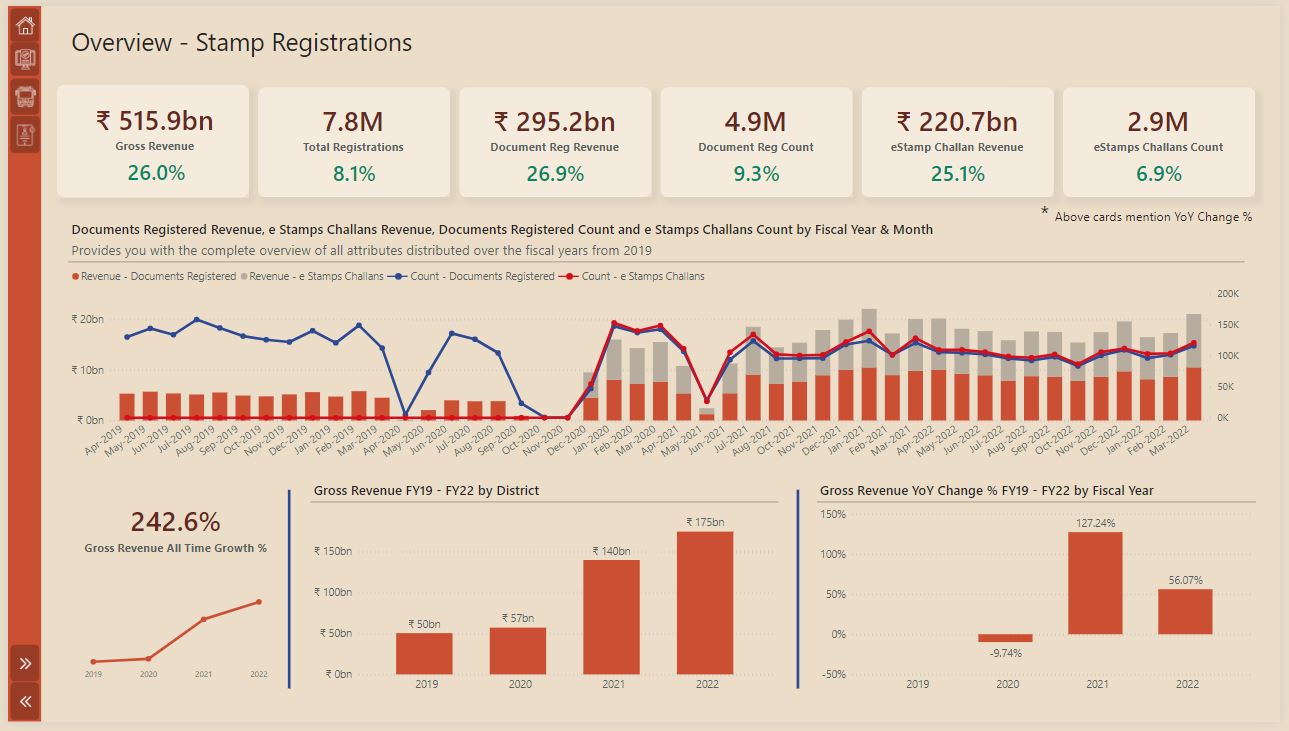 Overview - Stamp Registrations
₹ 515.9bn
Gross Revenue
26.0%
7.8M
Total Registrations
8.1%
₹ 295.2bn
Document Reg Revenue
26.9%
4.9M
Document Reg Count
9.3%
₹ 220.7bn
eStamp Challan Revenue
25.1%
2.9M
eStamps Challans Count
6.9%
* Above cards mention YoY Change %
Documents Registered Revenue, e Stamps Challans Revenue, Documents Registered Count and e Stamps Challans Count by Fiscal Year & Month
Provides you with the complete overview of all attributes distributed over the fiscal years from 2019
Revenue - Documents Registered Revenue - e Stamps Challans Count - Documents Registered Count - e Stamps Challans
₹ 20bn
₹ 10bn
₹ 0bn
200K
150K
100K
50K
0K
Apr-2019 May-2019 Jun-2019 Jul-2019 Aug-2019 Sep-2019 Oct-2019 Nov-2019 Dec-2019 Jan-2019 Feb-2019 Mar-2019 Apr-2020 May-2020 Jun-2020 Jul-2020 Aug-2020 Sep-2020 Oct-2020 Nov-2020 Dec-2020 Jan-2020 Feb-2020 Mar-2020 Apr-2021 May-2021 Jun-2021 Jul-2021 Aug-2021 Oct-2021 Nov-2021 Dec-2021 Jan-2021 Feb-2021 Mar-2021 Apr-2022 May-2022 Jun-2022 Jul-2022 Aug-2022 Sep-2022 Oct-2022 Nov-2022 Dec-2022 Jan-2022 Feb-2022 Mar-2022
242.6%
Gross Revenue All Time Growth %
2019 2020 2021 2022
Gross Revenue FY19 - FY22 by District
₹ 150bn
₹ 100bn
₹ 50bn
₹ 0bn
₹ 50bn
₹ 57bn
₹ 140bn
₹ 175bn
2019 2020 2021 2022
Gross Revenue YoY Change % FY19 - FY22 by Fiscal Year
150%
100%
50%
0%
-50%
-9.74%
127.24%
56.07%
2019 2020 2021 2022